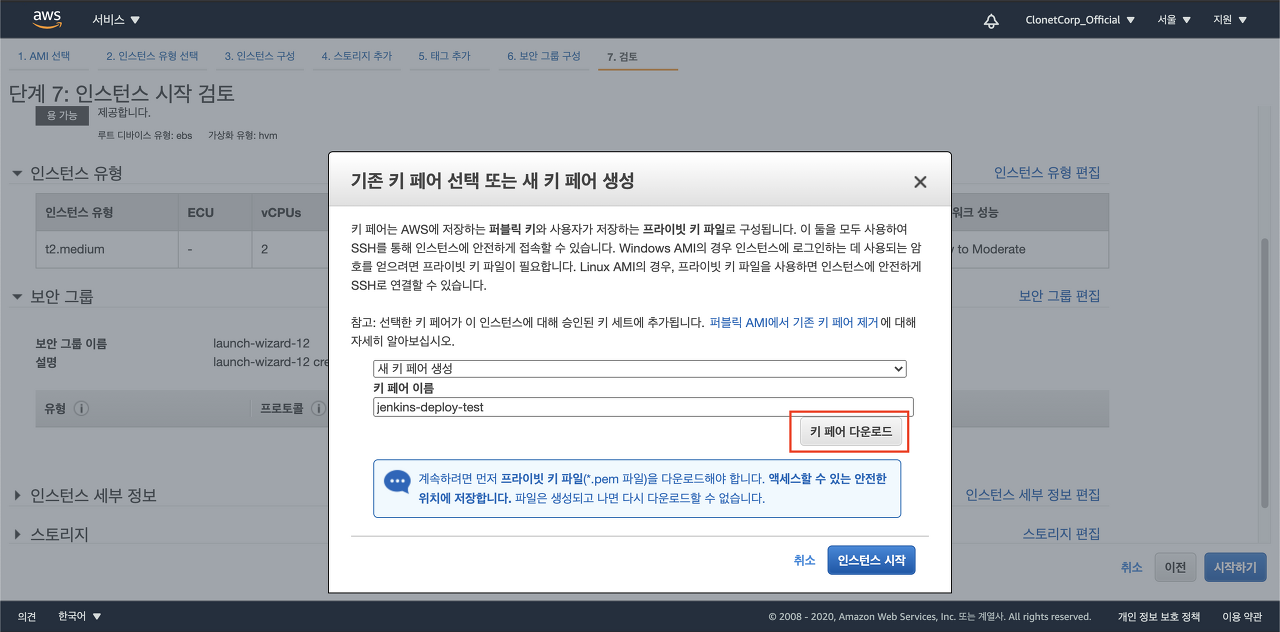 aws 서비스 ClonetCorp_Official 서울 지원
1. AMI 선택 2. 인스턴스 유형 선택 3. 인스턴스 구성 4. 스토리지 추가 5. 태그 추가 6. 보안 그룹 구성 7. 검토
단계 7: 인스턴스 시작 검토
용 가능 제공합니다.
루트 디바이스 유형: ebs 가상화 유형: hvm
인스턴스 유형 인스턴스 유형 편집
인스턴스 유형 ECU vCPUs 워크 성능
t2.medium - 2 to Moderate
보안 그룹 보안 그룹 편집
보안 그룹 이름 launch-wizard-12
설명 launch-wizard-12 cre
유형 프로토콜
인스턴스 세부 정보 인스턴스 세부 정보 편집
스토리지 스토리지 편집
취소 이전 시작하기
기존 키 페어 선택 또는 새 키 페어 생성
키 페어는 AWS에 저장하는 퍼블릭 키와 사용자가 저장하는 프라이빗 키 파일로 구성됩니다. 이 둘을 모두 사용하여
SSH를 통해 인스턴스에 안전하게 접속할 수 있습니다. Windows AMI의 경우 인스턴스에 로그인하는 데 사용되는 암
호를 얻으려면 프라이빗 키 파일이 필요합니다. Linux AMI의 경우, 프라이빗 키 파일을 사용하면 인스턴스에 안전하게
SSH로 연결할 수 있습니다.
참고: 선택한 키 페어가 이 인스턴스에 대해 승인된 키 세트에 추가됩니다. 퍼블릭 AMI에서 기존 키 페어 제거 에 대해
자세히 알아보십시오.
새 키 페어 생성
키 페어 이름
jenkins-deploy-test
키 페어 다운로드
계속하려면 먼저 프라이빗 키 파일(*.pem 파일)을 다운로드해야 합니다. 액세스할 수 있는 안전한
위치에 저장합니다. 파일은 생성되고 나면 다시 다운로드할 수 없습니다.
취소 인스턴스 시작
의견 한국어 © 2008 - 2020, Amazon Web Services, Inc. 또는 계열사. All rights reserved. 개인 정보 보호 정책 이용 약관